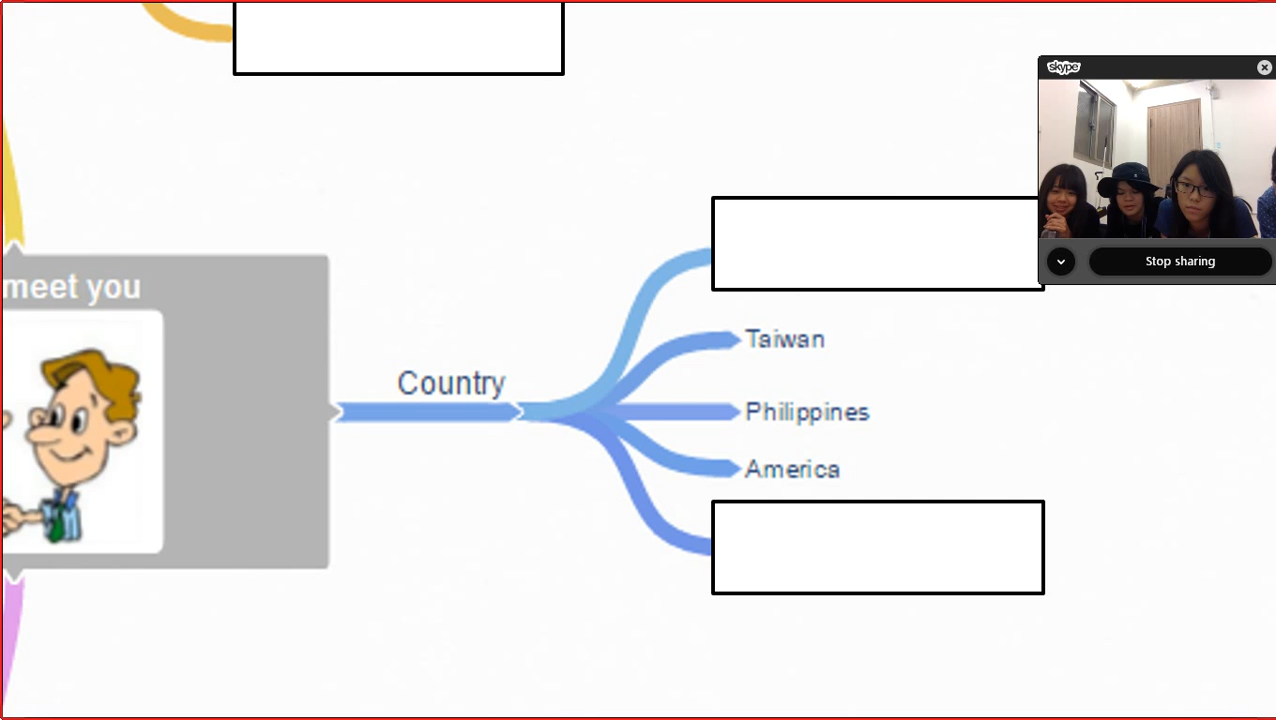 skype
Stop sharing
meet you
Country
Taiwan
Philippines
America